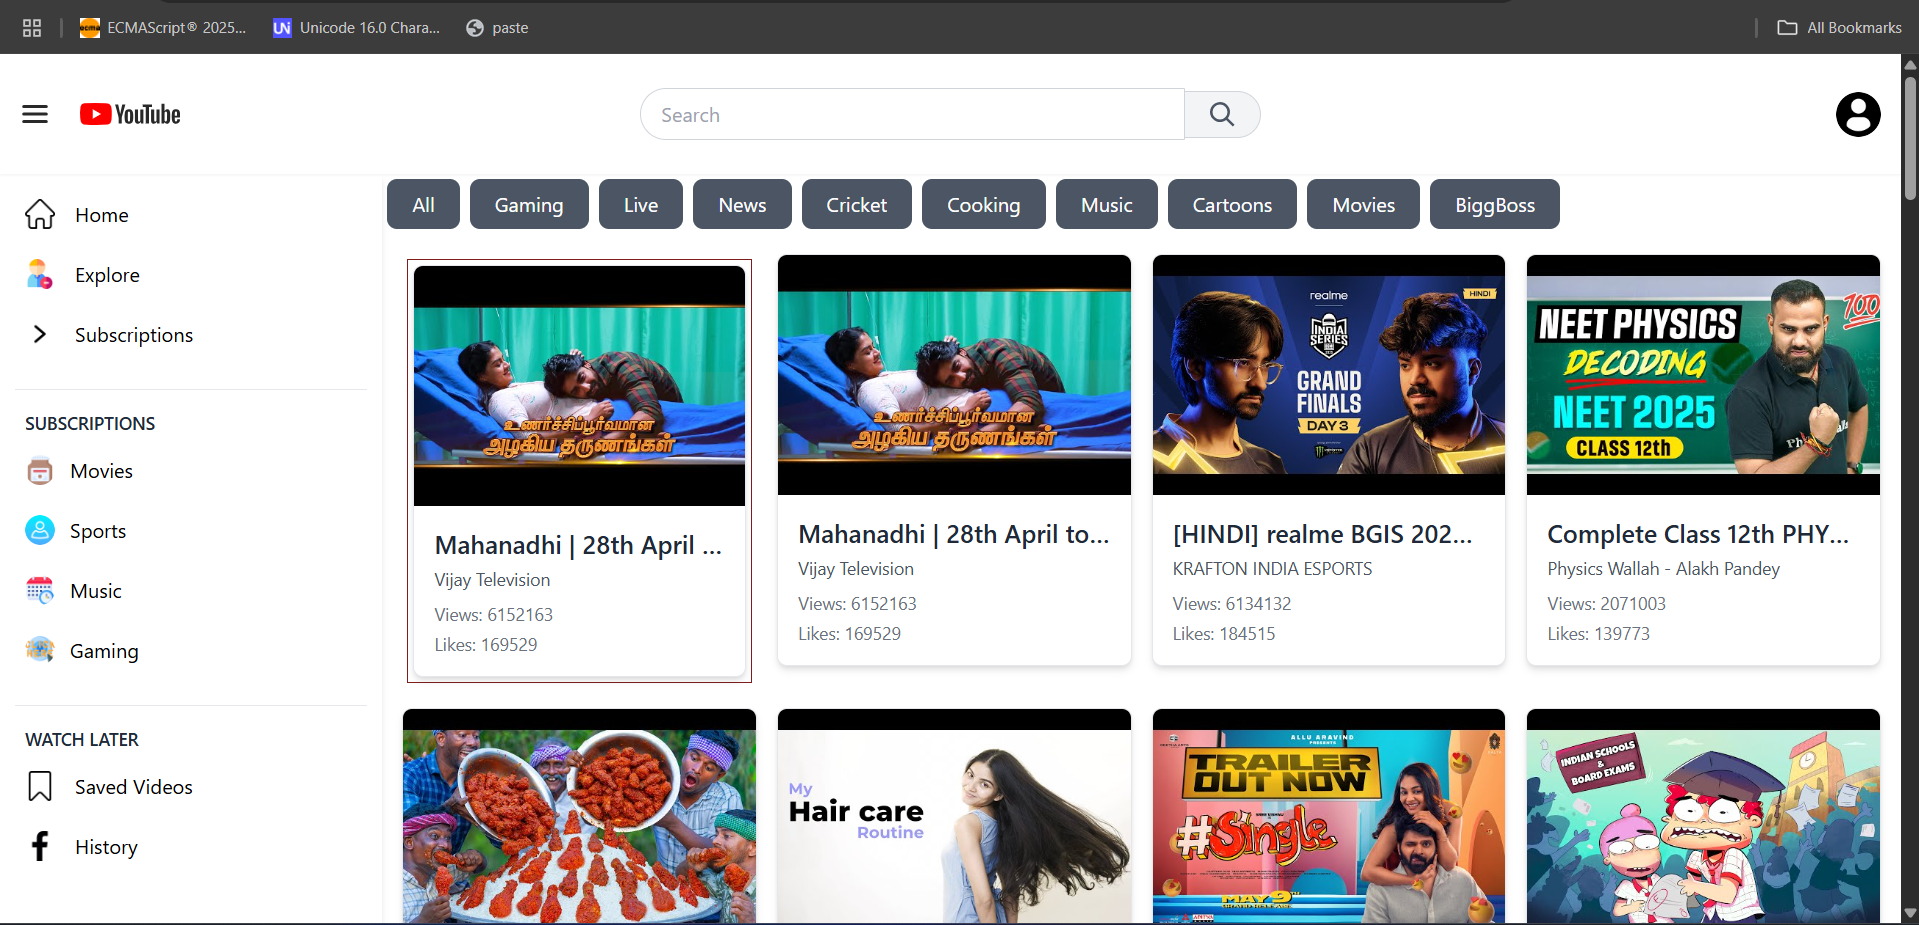 ECMAScript® 2025...
Unicode 16.0 Chara...
paste
All Bookmarks
YouTube
Search
Home
Explore
Subscriptions
SUBSCRIPTIONS
Movies
Sports
Music
Gaming
WATCH LATER
Saved Videos
History
All
Gaming
Live
News
Cricket
Cooking
Music
Cartoons
Movies
BiggBoss
உணர்ச்சிப்பூர்வமான
அழகிய தருணங்கள்
Mahanadhi | 28th April ...
Vijay Television
Views: 6152163
Likes: 169529
உணர்ச்சிப்பூர்வமான
அழகிய தருணங்கள்
Mahanadhi | 28th April to...
Vijay Television
Views: 6152163
Likes: 169529
realme
HINDI
INDIA
SERIES
GRAND
FINALS
DAY 3
[HINDI] realme BGIS 202...
KRAFTON INDIA ESPORTS
Views: 6134132
Likes: 184515
100
NEET PHYSICS
DECODING
NEET 2025
CLASS 12th
Complete Class 12th PHY...
Physics Wallah - Alakh Pandey
Views: 2071003
Likes: 139773
My
Hair care
Routine
ALLU ARAVIND
PRESENTS
TRAILER
OUT NOW
#Single
MAY 9TH
INDIAN SCHOOLS
&
BOARD EXAMS